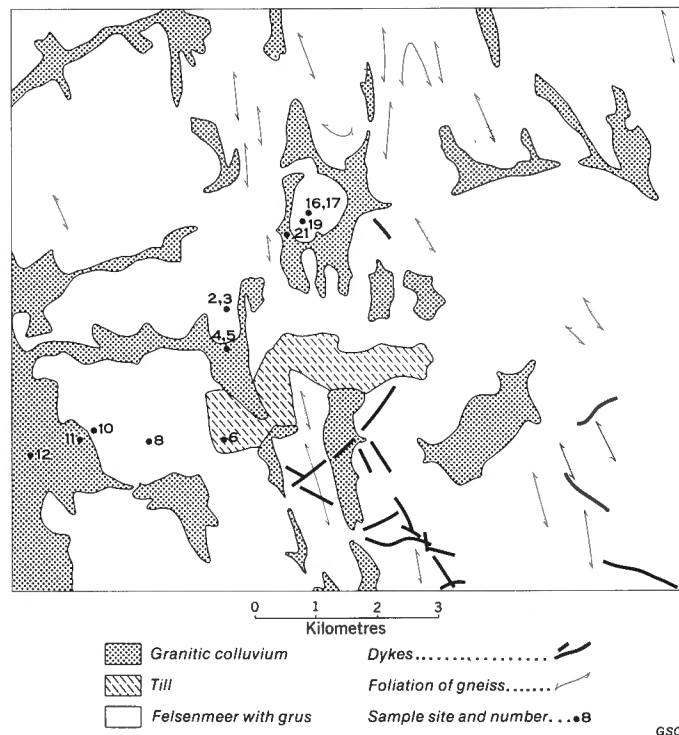 16,17
19
21
2,3
4,5
10
11
8
6
12
0 1 2 3
Kilometres
Granitic colluvium
Till
Felsenmeer with grus
Dykes
Foliation of gneiss
Sample site and number...•8
GSC